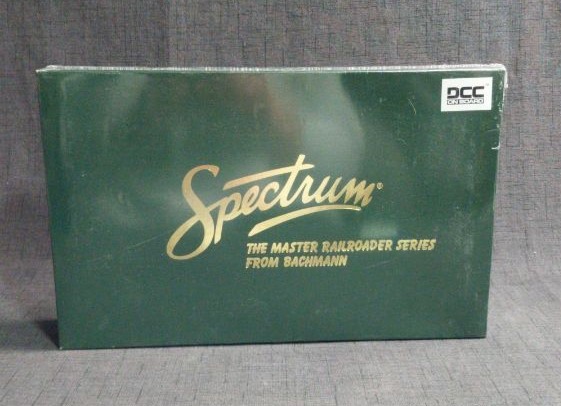 DCC
ON BOARD
Spectrum®
THE MASTER RAILROADER SERIES
FROM BACHMANN